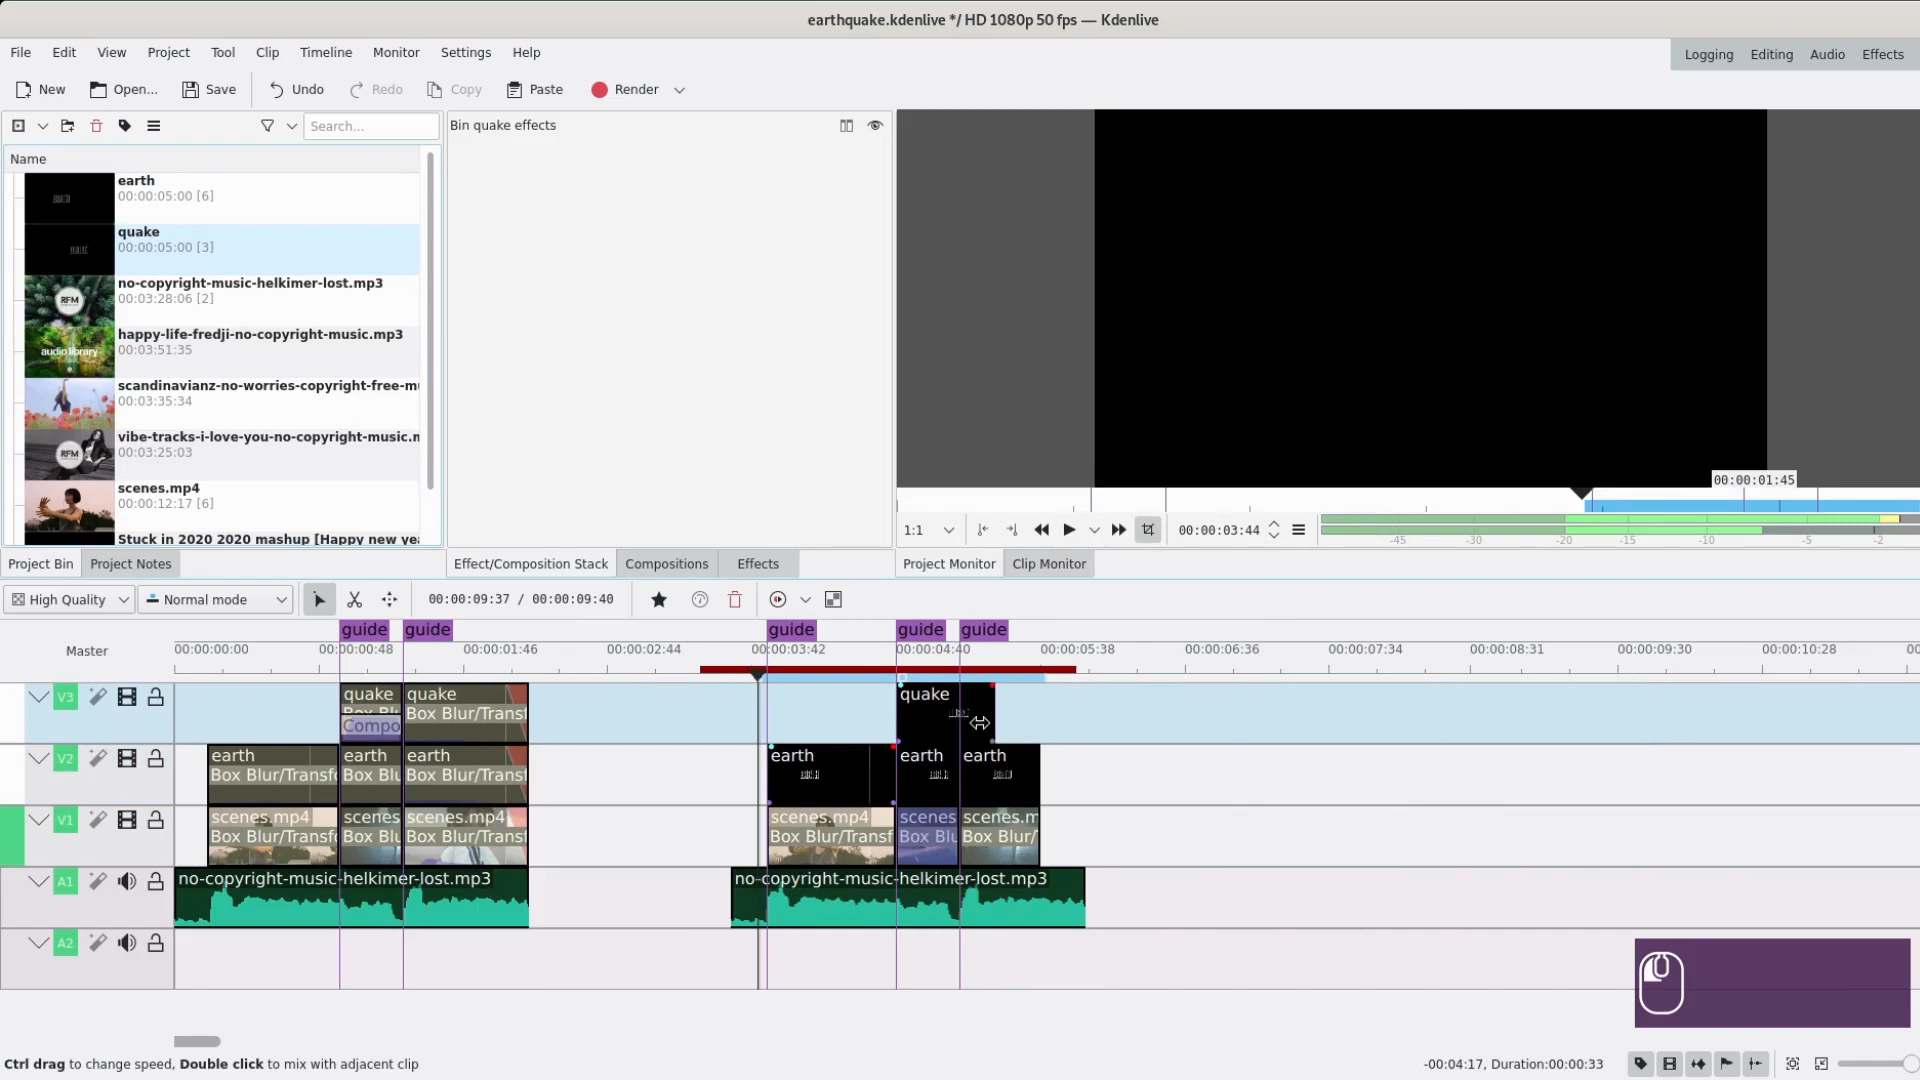 earthquake.kdenlive */ HD 1080p 50 fps — Kdenlive
File Edit View Project Tool Clip Timeline Monitor Settings Help
Logging Editing Audio Effects
New Open... Save Undo Redo Copy Paste Render
Search...
Bin quake effects
Name
earth
00:00:05:00 [6]
quake
00:00:05:00 [3]
no-copyright-music-helkimer-lost.mp3
00:03:28:06 [2]
RFM
happy-life-fredji-no-copyright-music.mp3
00:03:51:35
audio library
scandinavianz-no-worries-copyright-free-mu
00:03:35:34
vibe-tracks-i-love-you-no-copyright-music.n
00:03:25:03
RFM
scenes.mp4
00:00:12:17 [6]
Stuck in 2020 2020 mashup [Happy new yea
00:00:01:45
1:1
00:00:03:44
-45 -30 -20 -15 -10 -5 -2
Project Bin Project Notes
Effect/Composition Stack Compositions Effects
Project Monitor Clip Monitor
High Quality Normal mode
00:00:09:37 / 00:00:09:40
guide guide guide guide guide
Master
00:00:00:00 00:00:00:48 00:00:01:46 00:00:02:44 00:00:03:42 00:00:04:40 00:00:05:38 00:00:06:36 00:00:07:34 00:00:08:31 00:00:09:30 00:00:10:28 00:
V3
quake quake quake
Box Blu Box Blur/Transf
Compo
V2
earth earth earth earth earth earth
Box Blur/Transfo Box Blu Box Blur/Transf
V1
scenes.mp4 scenes scenes.mp4 scenes.mp4 scenes scenes.m
Box Blur/Transfo Box Blu Box Blur/Transf Box Blur/Transf Box Blu Box Blur/T
A1
no-copyright-music-helkimer-lost.mp3 no-copyright-music-helkimer-lost.mp3
A2
Ctrl drag to change speed, Double click to mix with adjacent clip
-00:04:17, Duration:00:00:33